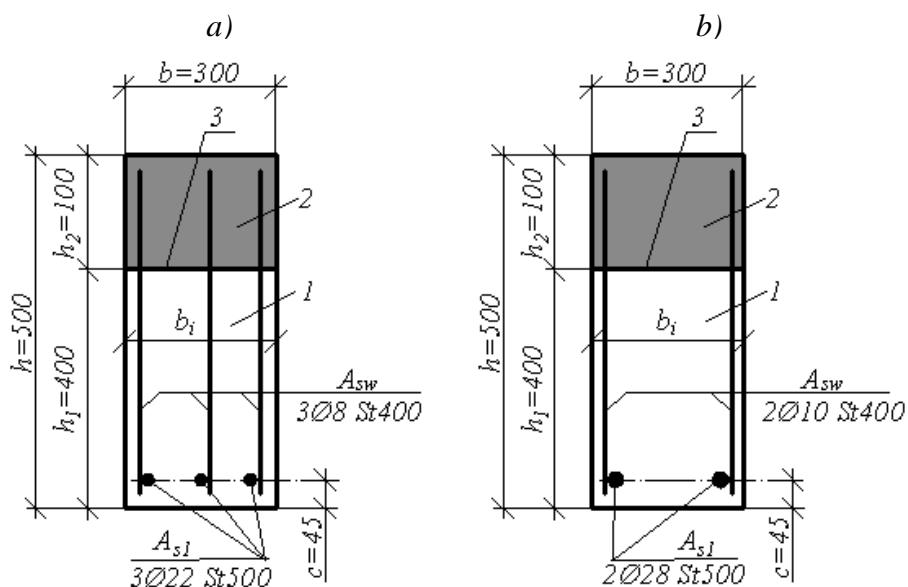 a)
b)
b=300
b=300
3
3
h2=100
2
h2=100
2
1
1
h=500
bi
h=500
bi
h1=400
Asw
h1=400
Asw
3Ø8 St400
2Ø10 St400
As1
c=45
As1
c=45
3Ø22 St500
2Ø28 St500